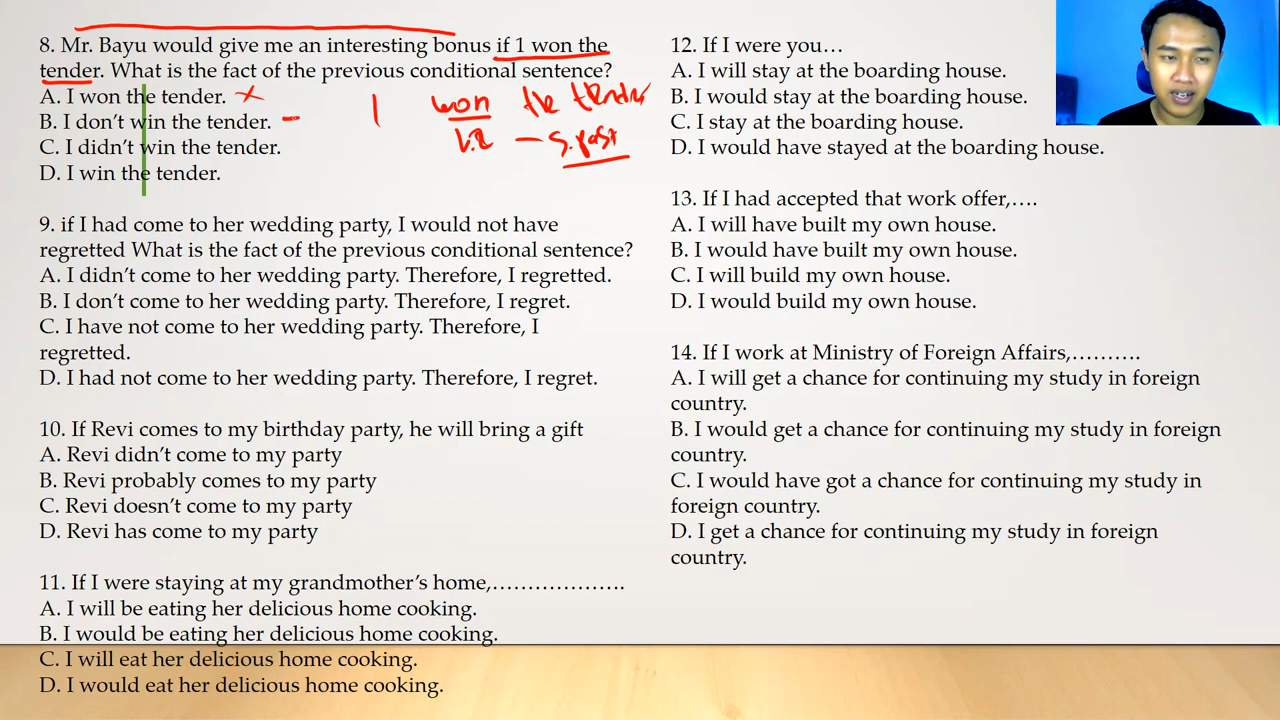 8. Mr. Bayu would give me an interesting bonus if 1 won the
tender. What is the fact of the previous conditional sentence?
A. I won the tender.
B. I don't win the tender.
C. I didn't win the tender.
D. I win the tender.
I won the tender
V.2 – S. past
9. if I had come to her wedding party, I would not have
regretted What is the fact of the previous conditional sentence?
A. I didn't come to her wedding party. Therefore, I regretted.
B. I don't come to her wedding party. Therefore, I regret.
C. I have not come to her wedding party. Therefore, I
regretted.
D. I had not come to her wedding party. Therefore, I regret.
10. If Revi comes to my birthday party, he will bring a gift
A. Revi didn't come to my party
B. Revi probably comes to my party
C. Revi doesn't come to my party
D. Revi has come to my party
11. If I were staying at my grandmother's home,………………….
A. I will be eating her delicious home cooking.
B. I would be eating her delicious home cooking.
C. I will eat her delicious home cooking.
D. I would eat her delicious home cooking.
12. If I were you…
A. I will stay at the boarding house.
B. I would stay at the boarding house.
C. I stay at the boarding house.
D. I would have stayed at the boarding house.
13. If I had accepted that work offer,….
A. I will have built my own house.
B. I would have built my own house.
C. I will build my own house.
D. I would build my own house.
14. If I work at Ministry of Foreign Affairs,……….
A. I will get a chance for continuing my study in foreign
country.
B. I would get a chance for continuing my study in foreign
country.
C. I would have got a chance for continuing my study in
foreign country.
D. I get a chance for continuing my study in foreign
country.